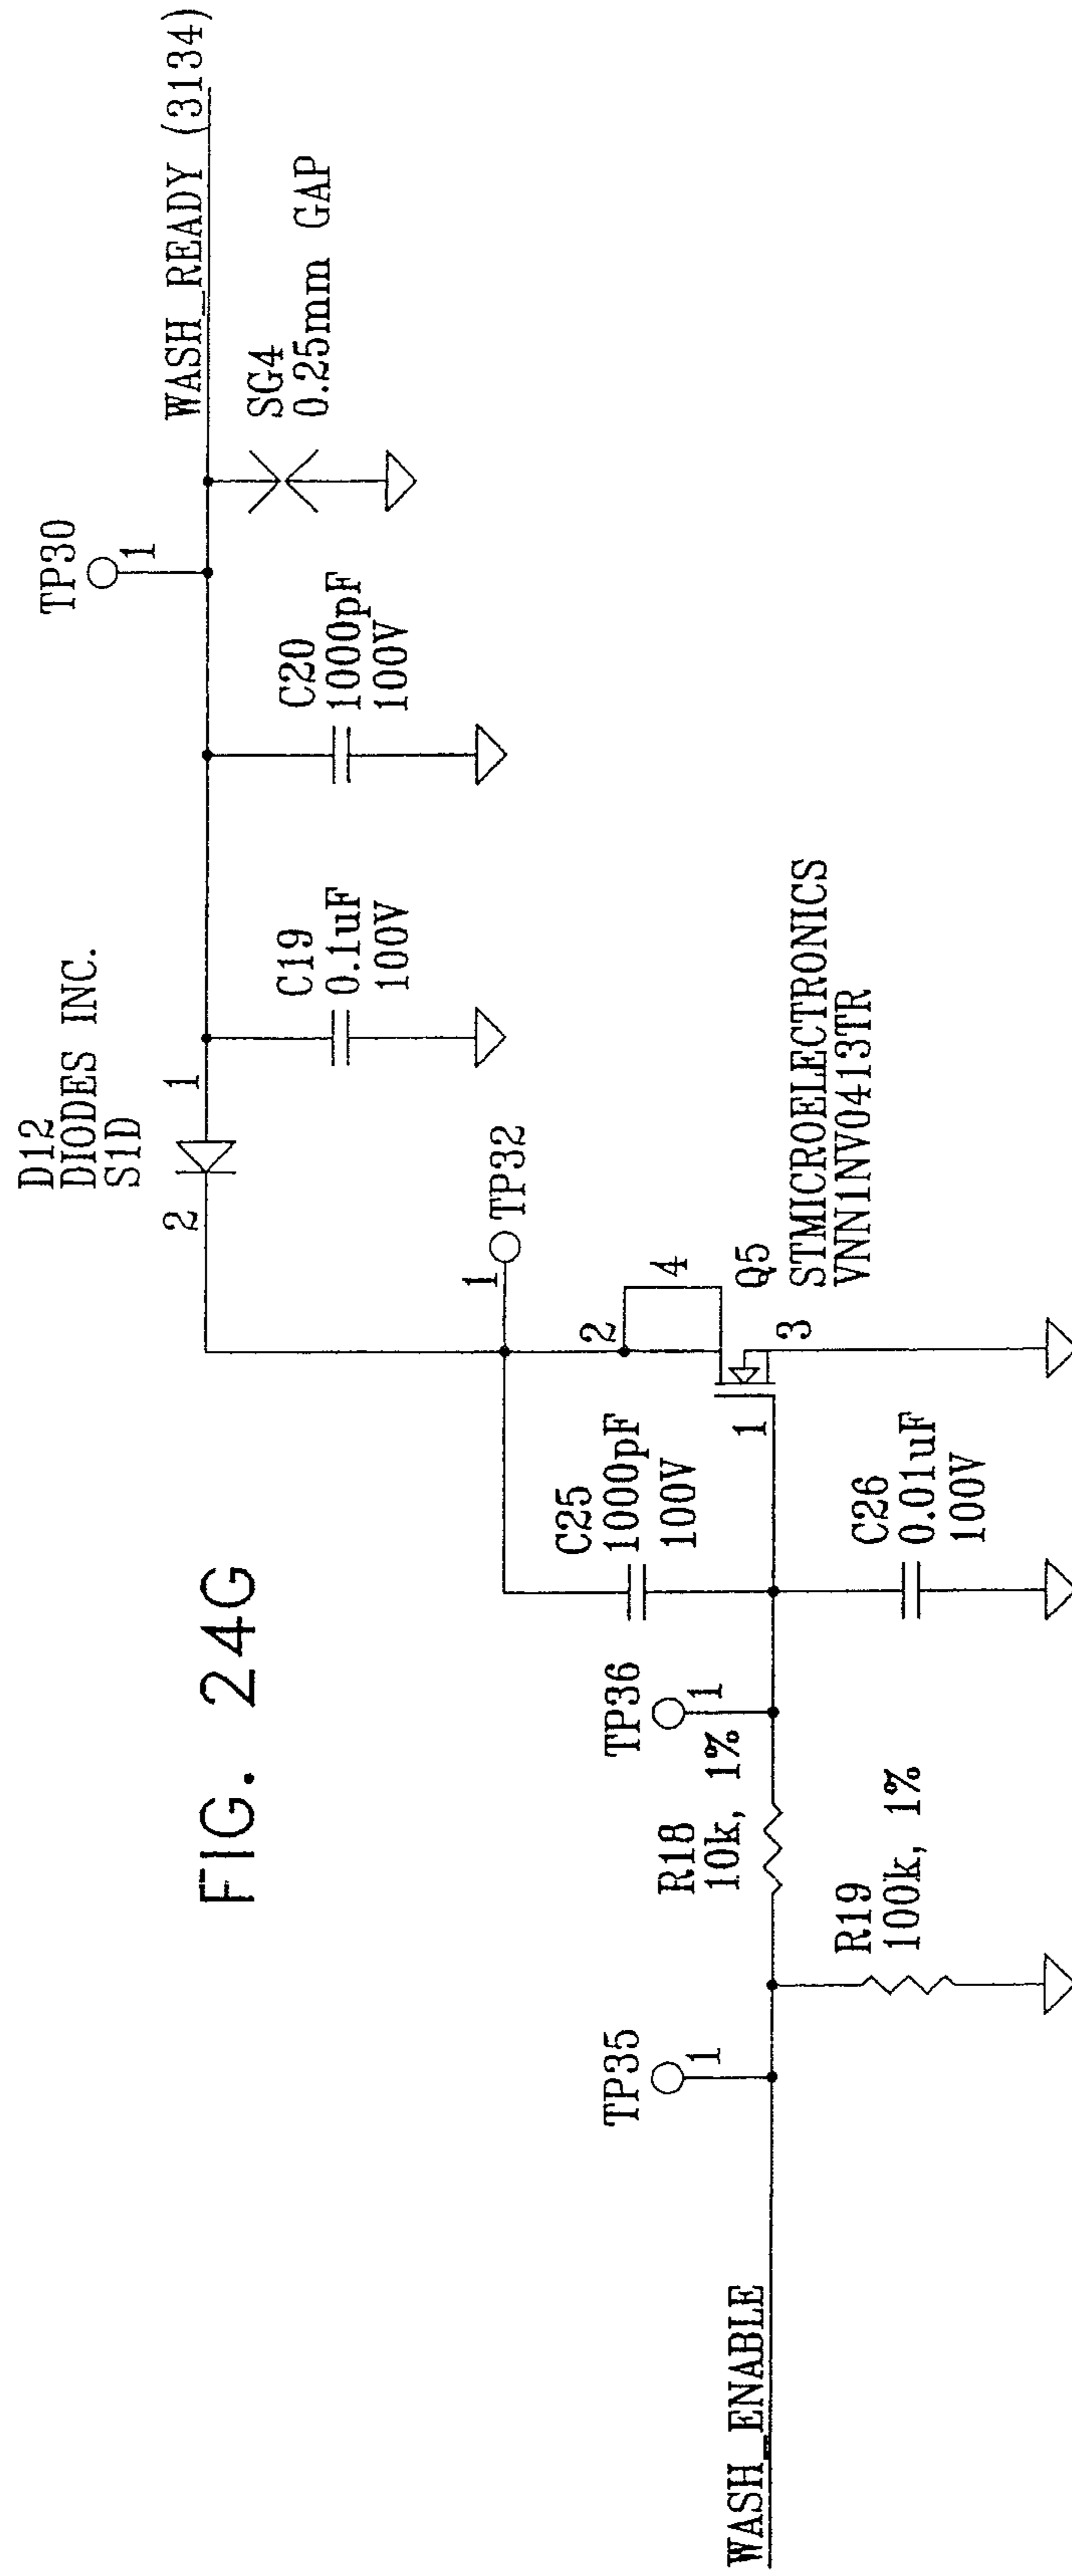 FIG. 24G
D12
DIODES INC.
S1D
2
1
TP30
1
WASH_READY (3134)
C19
0.1uF
100V
C20
1000pF
100V
SG4
0.25mm GAP
1
TP32
2
4
C25
1000pF
100V
1
Q5
3
STMICROELECTRONICS
VNN1NV0413TR
C26
0.01uF
100V
TP36
1
R18
10k, 1%
R19
100k, 1%
TP35
1
WASH_ENABLE